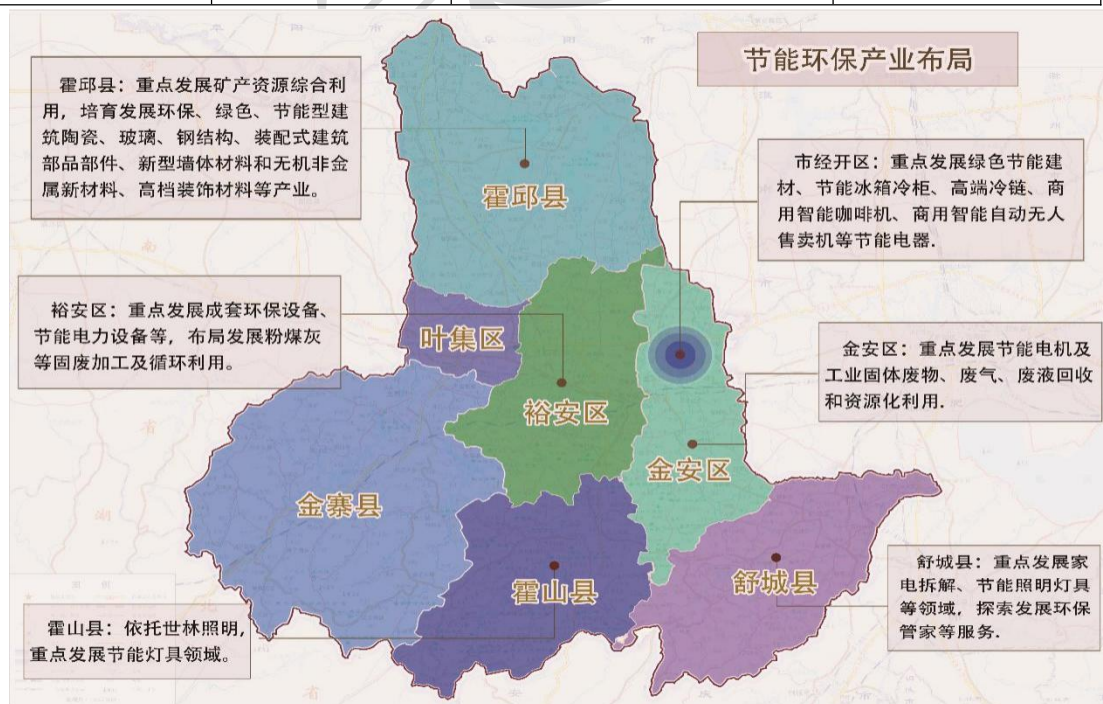 节能环保产业布局
霍邱县：重点发展矿产资源综合利
用，培育发展环保、绿色、节能型建
筑陶瓷、玻璃、钢结构、装配式建筑
部品部件、新型墙体材料和无机非金
属新材料、高档装饰材料等产业。
市经开区：重点发展绿色节能建
材、节能冰箱冷柜、高端冷链、商
用智能咖啡机、商用智能自动无人
售卖机等节能电器.
霍邱县
裕安区：重点发展成套环保设备、
节能电力设备等，布局发展粉煤灰
等固废加工及循环利用。
叶集区
裕安区
金安区：重点发展节能电机及
工业固体废物、废气、废液回收
和资源化利用.
金安区
金寨县
霍山县
舒城县
舒城县：重点发展家
电拆解、节能照明灯具
等领域，探索发展环保
管家等服务.
霍山县：依托世林照明，
重点发展节能灯具领域。